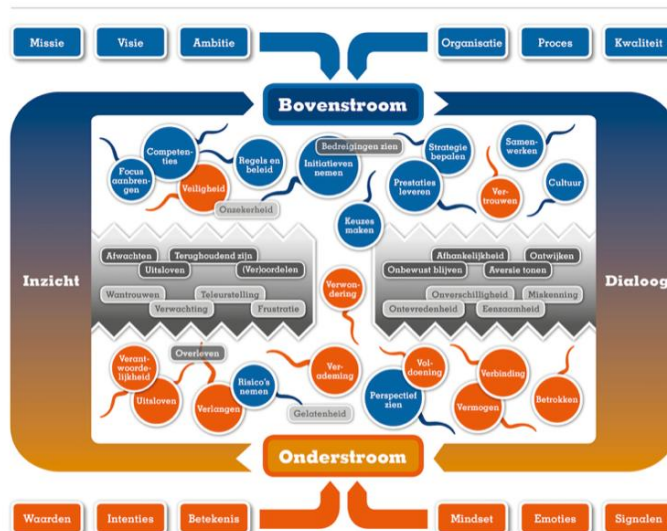 Missie
Visie
Ambitie
Organisatie
Proces
Kwaliteit
Bovenstroom
Competen-
ties
Focus
aanbren-
gen
Veiligheid
Regels en
beleid
Onzekerheid
Initiatieven
nemen
Bedreigingen zien
Keuzes
maken
Strategie
bepalen
Prestaties
leveren
Samen-
werken
Ver-
trouwen
Cultuur
Inzicht
Dialoog
Afwachten
Terughoudend zijn
Uitsloven
(Ver)oordelen
Wantrouwen
Teleurstelling
Verwachting
Frustratie
Verwon-
dering
Afhankelijkheid
Ontwijken
Onbewust blijven
Aversie tonen
Onverschilligheid
Miskenning
Ontevredenheid
Eenzaamheid
Verant-
woorde-
lijkheid
Uitsloven
Overleven
Verlangen
Risico's
nemen
Gelatenheid
Ver-
ademing
Perspectief
zien
Vol-
doening
Verbinding
Vermogen
Betrokken
Onderstroom
Waarden
Intenties
Betekenis
Mindset
Emoties
Signalen